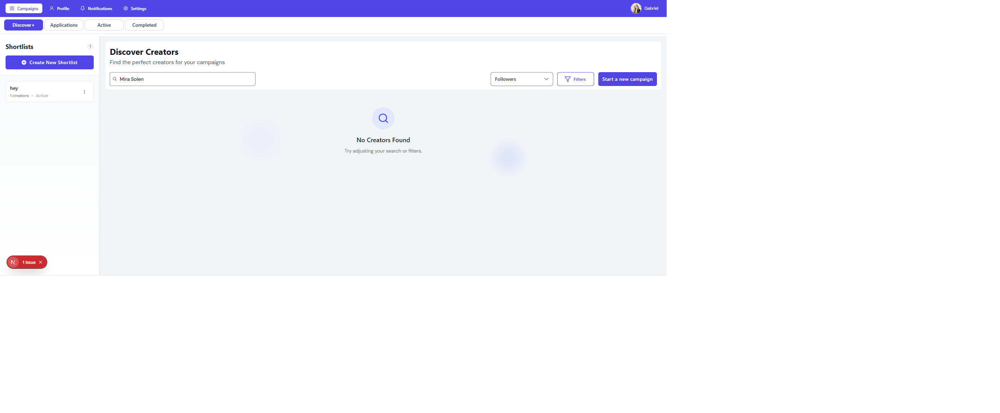 Campaigns
Profile
Notifications
Settings
Gabriel
Discover+
Applications
Active
Completed
Shortlists
1
Create New Shortlist
hey
1 creators • Active
Discover Creators
Find the perfect creators for your campaigns
Mira Solen
Followers
Filters
Start a new campaign
No Creators Found
Try adjusting your search or filters.
N
1 Issue